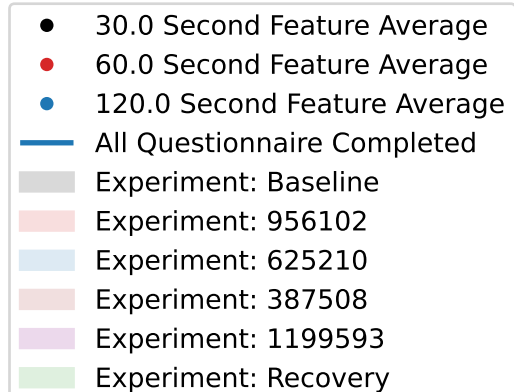 30.0 Second Feature Average
60.0 Second Feature Average
120.0 Second Feature Average
All Questionnaire Completed
Experiment: Baseline
Experiment: 956102
Experiment: 625210
Experiment: 387508
Experiment: 1199593
Experiment: Recovery